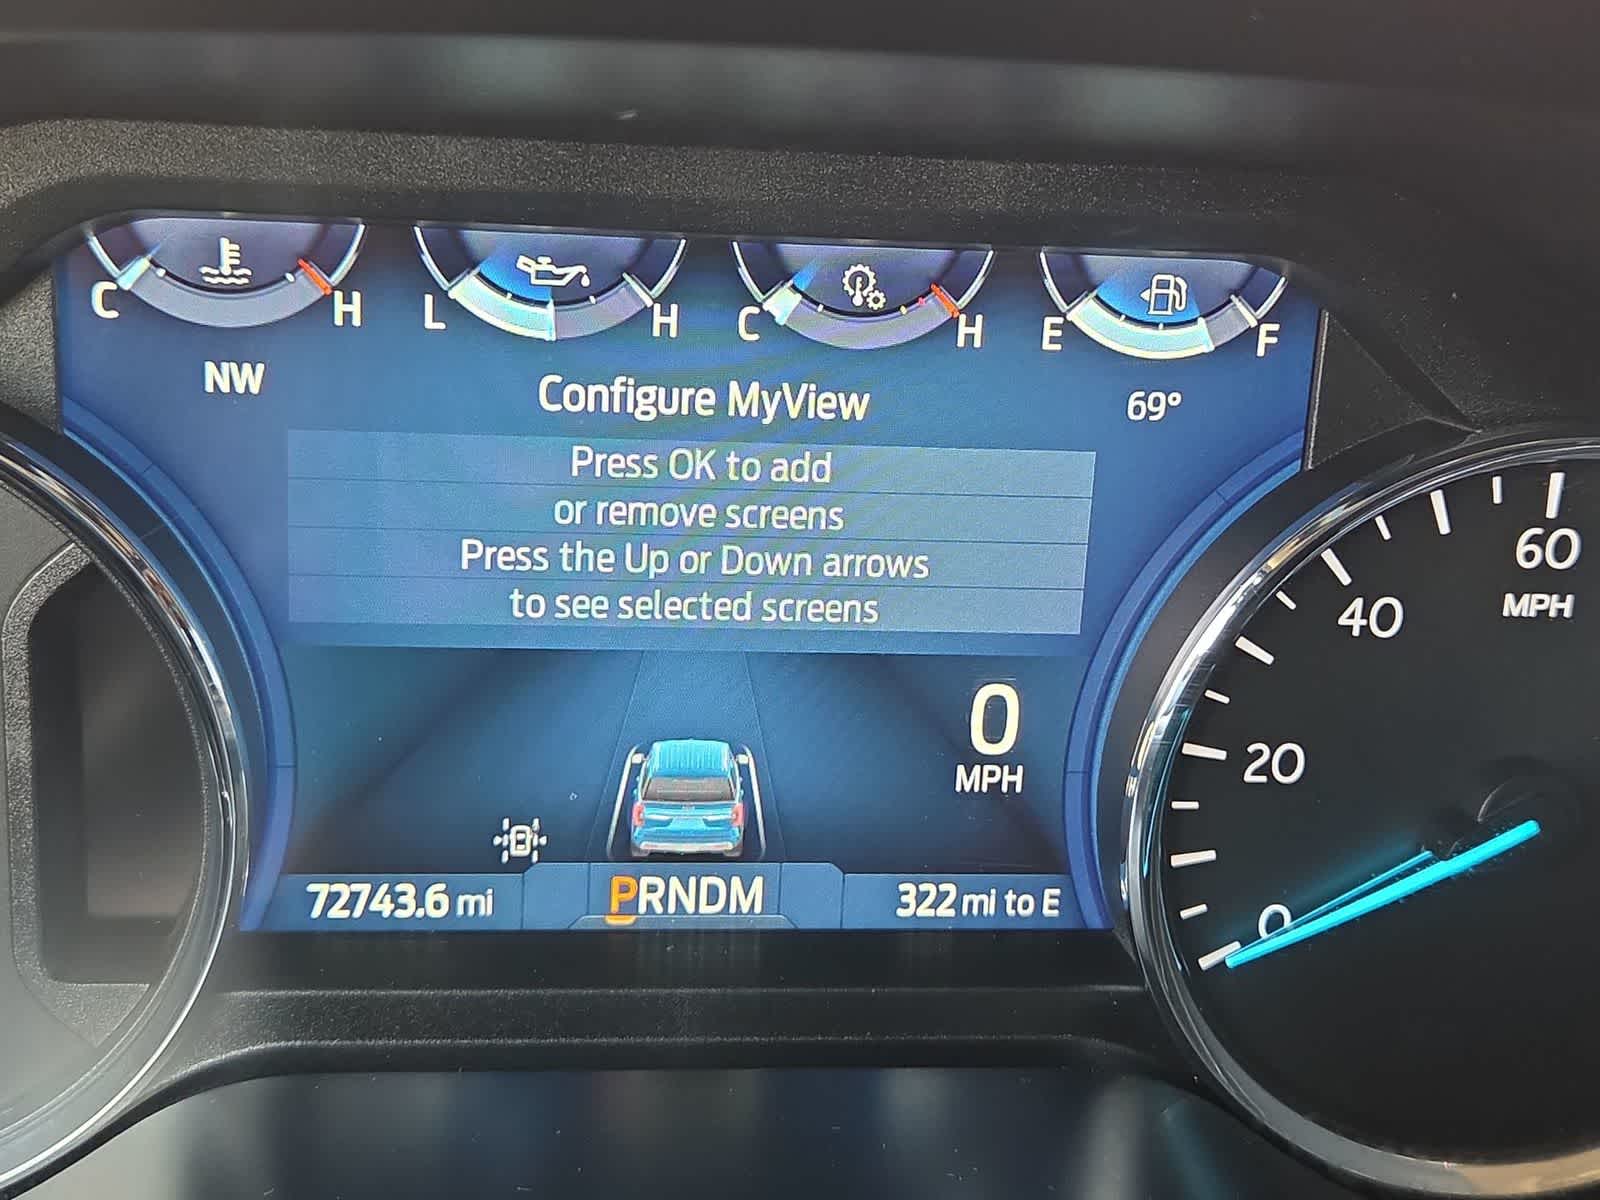 C H L H C H E F
NW
Configure MyView
69°
Press OK to add
or remove screens
Press the Up or Down arrows
to see selected screens
0
MPH
72743.6 mi
PRNDM
322 mi to E
60
MPH
40
20
0